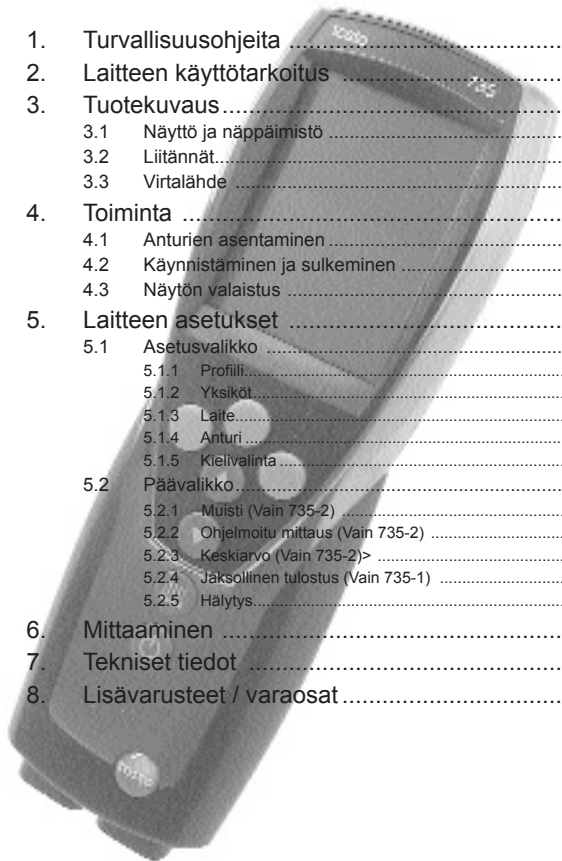 testo
735
1. Turvallisuusohjeita ................................
2. Laitteen käyttötarkoitus ..........................
3. Tuotekuvaus..........................................
3.1 Näyttö ja näppäimistö ..............................
3.2 Liitännät..................................................
3.3 Virtalähde ................................................
4. Toiminta ................................................
4.1 Anturien asentaminen ..............................
4.2 Käynnistäminen ja sulkeminen ..................
4.3 Näytön valaistus ......................................
5. Laitteen asetukset ................................
5.1 Asetusvalikko ..........................................
5.1.1 Profiili..................................................
5.1.2 Yksiköt ................................................
5.1.3 Laite....................................................
5.1.4 Anturi ..................................................
5.1.5 Kielivalinta ..........................................
5.2 Päävalikko................................................
5.2.1 Muisti (Vain 735-2) ..............................
5.2.2 Ohjelmoitu mittaus (Vain 735-2) ..........
5.2.3 Keskiarvo (Vain 735-2)> ......................
5.2.4 Jaksollinen tulostus (Vain 735-1) ........
5.2.5 Hälytys................................................
6. Mittaaminen ..........................................
7. Tekniset tiedot ......................................
8. Lisävarusteet / varaosat ........................
testo